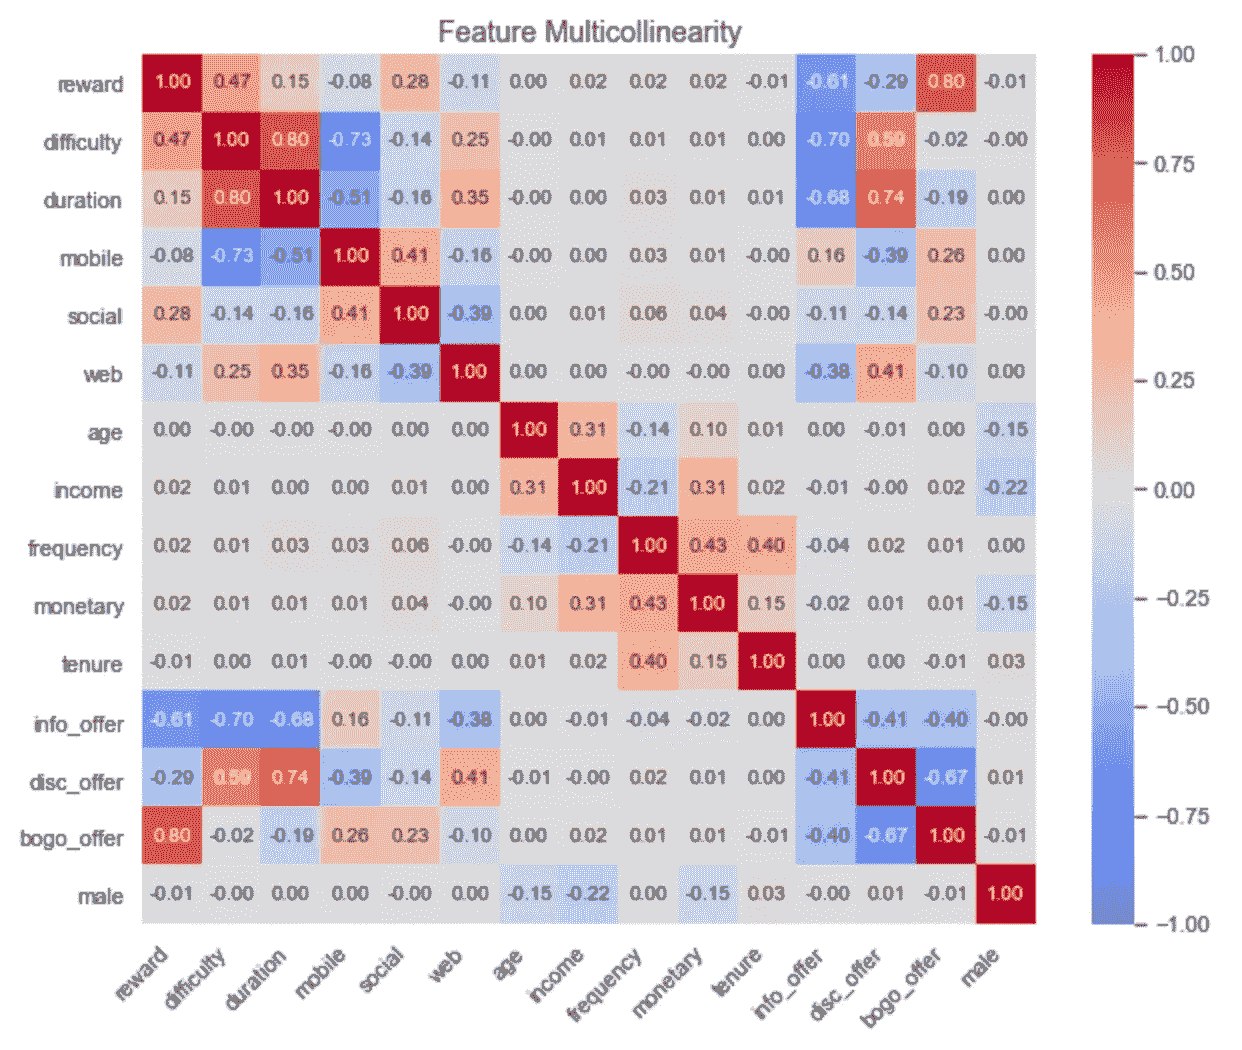 Feature Multicollinearity
reward 1.00 0.47 0.15 -0.08 0.28 -0.11 0.00 0.02 0.02 0.02 -0.01 -0.61 -0.29 0.80 -0.01
difficulty 0.47 1.00 0.80 -0.73 -0.14 0.25 -0.00 0.01 0.01 0.01 0.00 -0.70 0.59 -0.02 -0.00
duration 0.15 0.80 1.00 -0.51 -0.16 0.35 -0.00 0.00 0.03 0.01 0.01 -0.68 0.74 -0.19 0.00
mobile -0.08 -0.73 -0.51 1.00 0.41 -0.16 -0.00 0.00 0.03 0.01 -0.00 0.16 -0.39 0.26 0.00
social 0.28 -0.14 -0.16 0.41 1.00 -0.39 0.00 0.01 0.06 0.04 -0.00 -0.11 -0.14 0.23 -0.00
web -0.11 0.25 0.35 -0.16 -0.39 1.00 0.00 0.00 -0.00 -0.00 0.00 -0.38 0.41 -0.10 0.00
age 0.00 -0.00 -0.00 -0.00 0.00 0.00 1.00 0.31 -0.14 0.10 0.01 0.00 -0.01 0.00 -0.15
income 0.02 0.01 0.00 0.00 0.01 0.00 0.31 1.00 -0.21 0.31 0.02 -0.01 -0.00 0.02 -0.22
frequency 0.02 0.01 0.03 0.03 0.06 -0.00 -0.14 -0.21 1.00 0.43 0.40 -0.04 0.02 0.01 0.00
monetary 0.02 0.01 0.01 0.01 0.04 -0.00 0.10 0.31 0.43 1.00 0.15 -0.02 0.01 0.01 -0.15
tenure -0.01 0.00 0.01 -0.00 -0.00 0.00 0.01 0.02 0.40 0.15 1.00 0.00 0.00 -0.01 0.03
info_offer -0.61 -0.70 -0.68 0.16 -0.11 -0.38 0.00 -0.01 -0.04 -0.02 0.00 1.00 -0.41 -0.40 -0.00
disc_offer -0.29 0.59 0.74 -0.39 -0.14 0.41 -0.01 -0.00 0.02 0.01 0.00 -0.41 1.00 -0.67 0.01
bogo_offer 0.80 -0.02 -0.19 0.26 0.23 -0.10 0.00 0.02 0.01 0.01 -0.01 -0.40 -0.67 1.00 -0.01
male -0.01 -0.00 0.00 0.00 -0.00 0.00 -0.15 -0.22 0.00 -0.15 0.03 -0.00 0.01 -0.01 1.00
reward difficulty duration mobile social web age income frequency monetary tenure info_offer disc_offer bogo_offer male
1.00
0.75
0.50
0.25
0.00
−0.25
−0.50
−0.75
−1.00